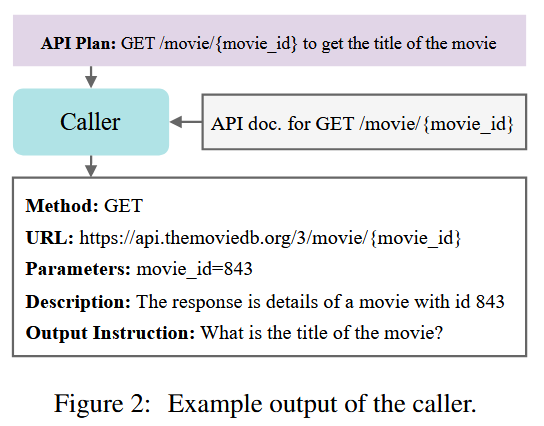 API Plan: GET /movie/{movie_id} to get the title of the movie
Caller
API doc. for GET /movie/{movie_id}
Method: GET
URL: https://api.themoviedb.org/3/movie/{movie_id}
Parameters: movie_id=843
Description: The response is details of a movie with id 843
Output Instruction: What is the title of the movie?
Figure 2: Example output of the caller.